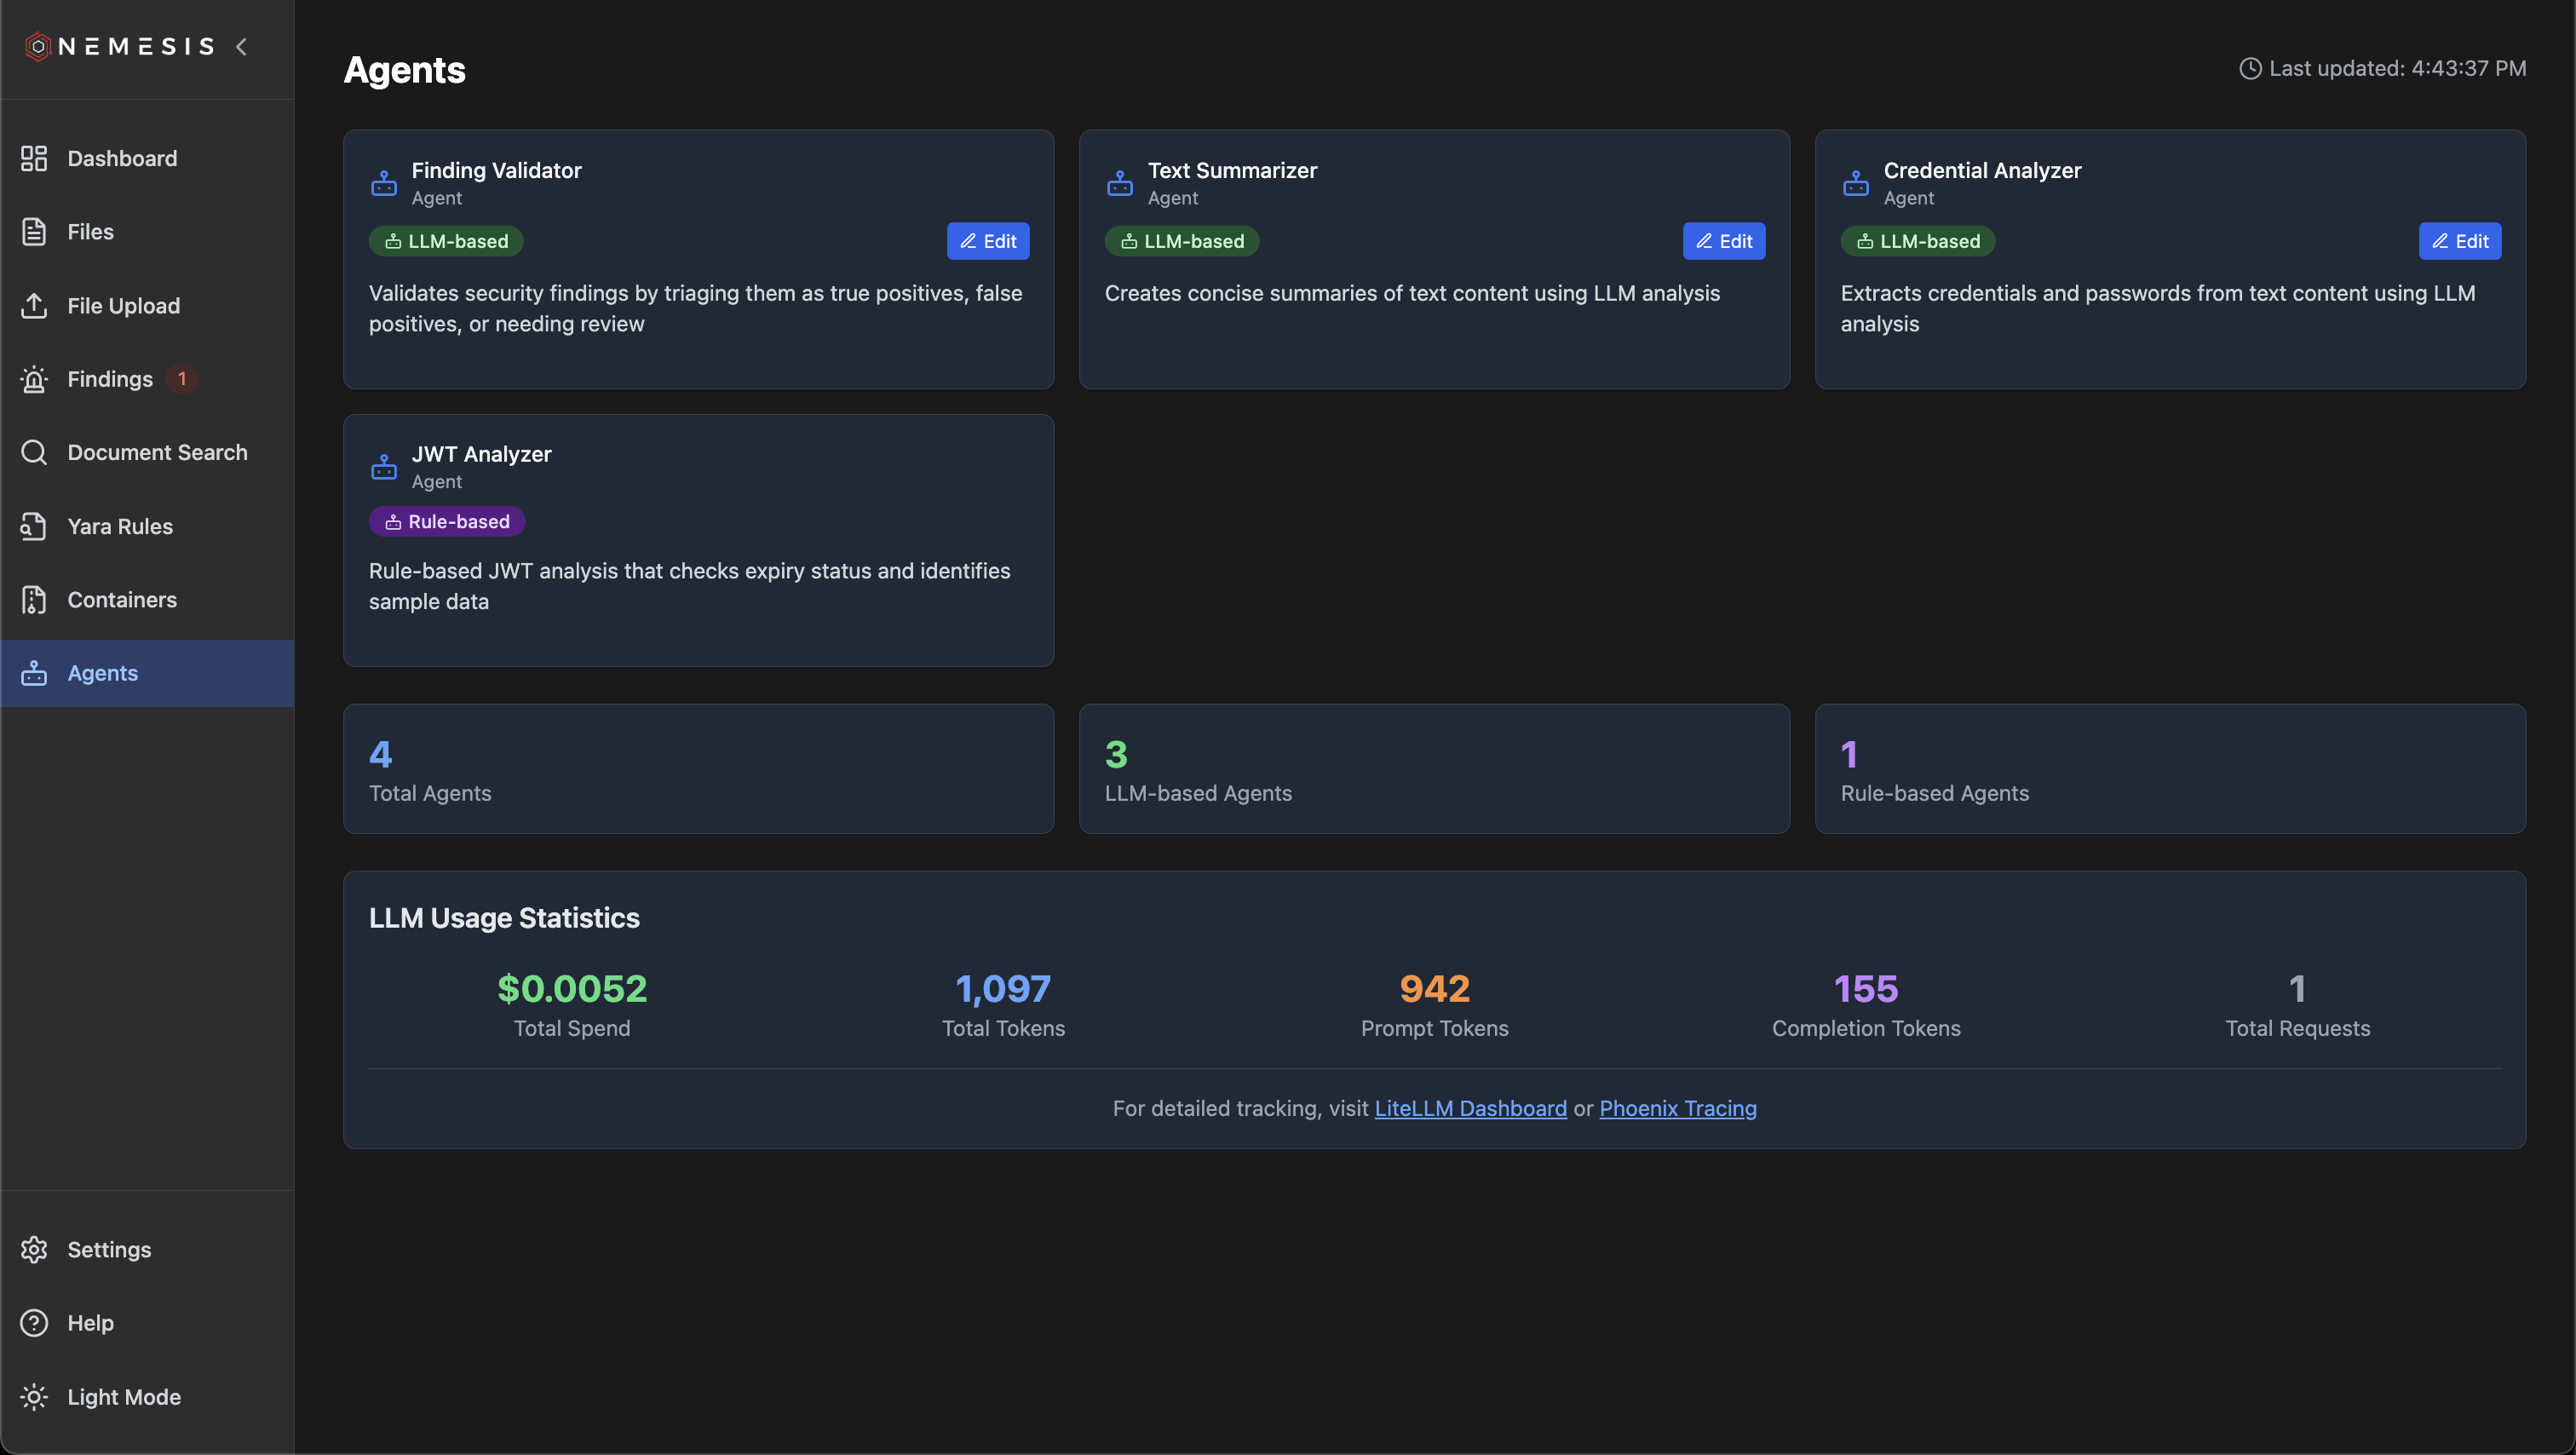 NEMESIS
Dashboard
Files
File Upload
Findings 1
Document Search
Yara Rules
Containers
Agents
Settings
Help
Light Mode
Agents
Last updated: 4:43:37 PM
Finding Validator
Agent
LLM-based
Edit
Validates security findings by triaging them as true positives, false
positives, or needing review
Text Summarizer
Agent
LLM-based
Edit
Creates concise summaries of text content using LLM analysis
Credential Analyzer
Agent
LLM-based
Edit
Extracts credentials and passwords from text content using LLM
analysis
JWT Analyzer
Agent
Rule-based
Rule-based JWT analysis that checks expiry status and identifies
sample data
4
Total Agents
3
LLM-based Agents
1
Rule-based Agents
LLM Usage Statistics
$0.0052
Total Spend
1,097
Total Tokens
942
Prompt Tokens
155
Completion Tokens
1
Total Requests
For detailed tracking, visit LiteLLM Dashboard or Phoenix Tracing